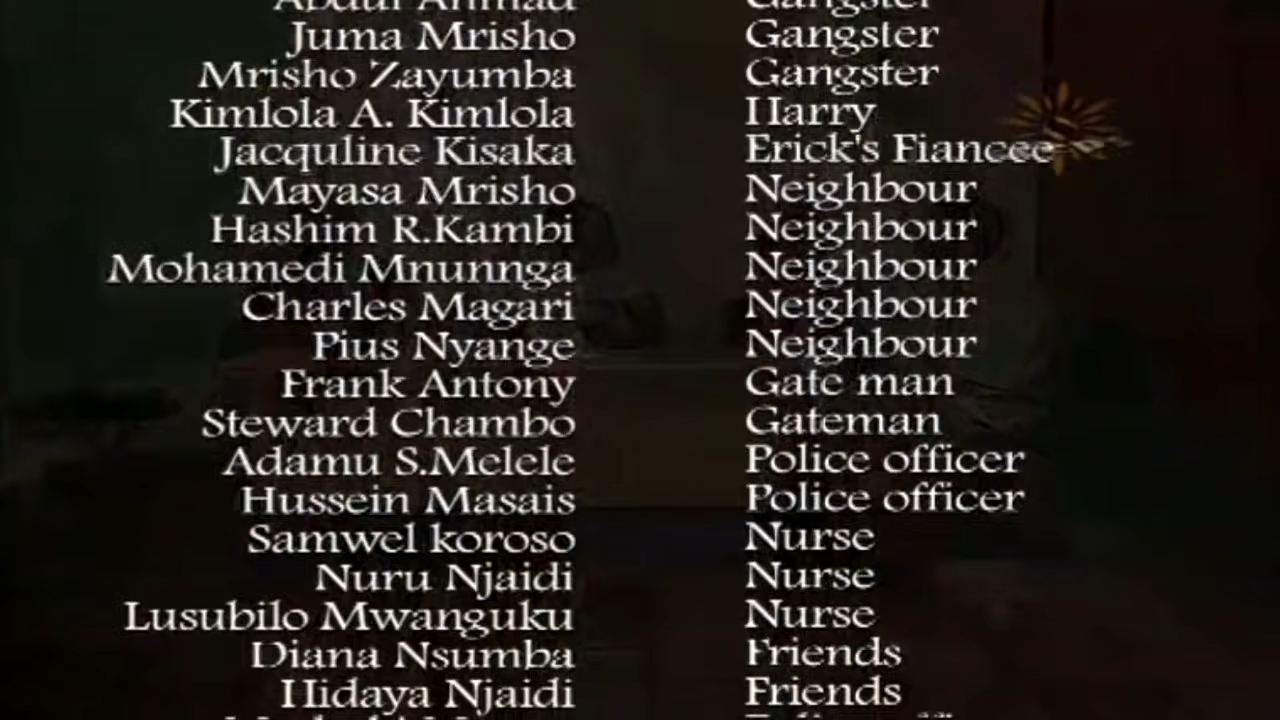 Abdul Ahmad Gangster
Juma Mrisho Gangster
Mrisho Zayumba Gangster
Kimlola A. Kimlola Harry
Jacquline Kisaka Erick's Fiancee
Mayasa Mrisho Neighbour
Hashim R.Kambi Neighbour
Mohamedi Mnunnga Neighbour
Charles Magari Neighbour
Pius Nyange Neighbour
Frank Antony Gate man
Steward Chambo Gateman
Adamu S.Melele Police officer
Hussein Masais Police officer
Samwel koroso Nurse
Nuru Njaidi Nurse
Lusubilo Mwanguku Nurse
Diana Nsumba Friends
Hidaya Njaidi Friends